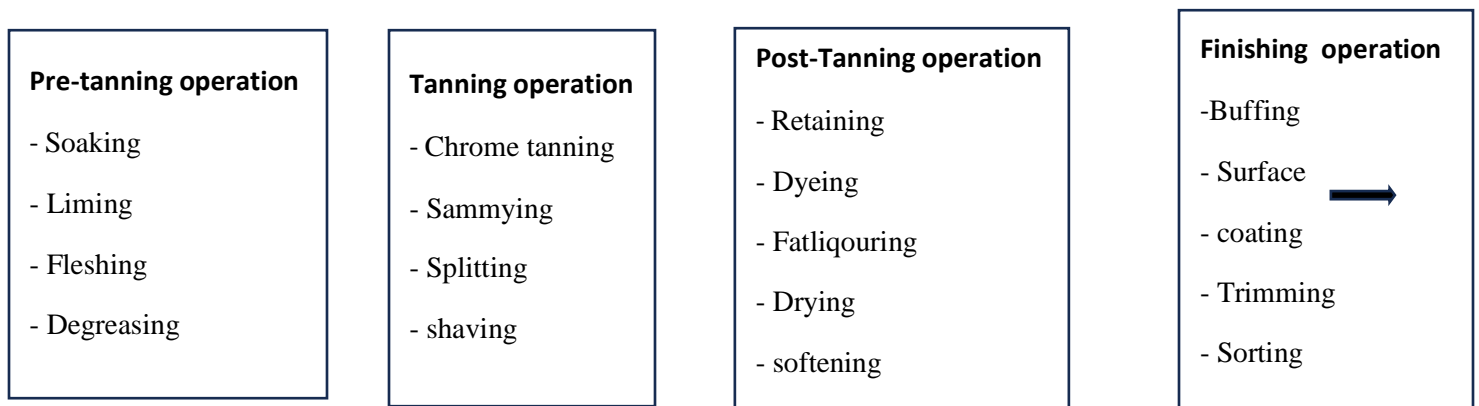 Pre-tanning operation
- Soaking
- Liming
- Fleshing
- Degreasing
Tanning operation
- Chrome tanning
- Sammying
- Splitting
- shaving
Post-Tanning operation
- Retaining
- Dyeing
- Fatliqouring
- Drying
- softening
Finishing operation
-Buffing
- Surface
- coating
- Trimming
- Sorting